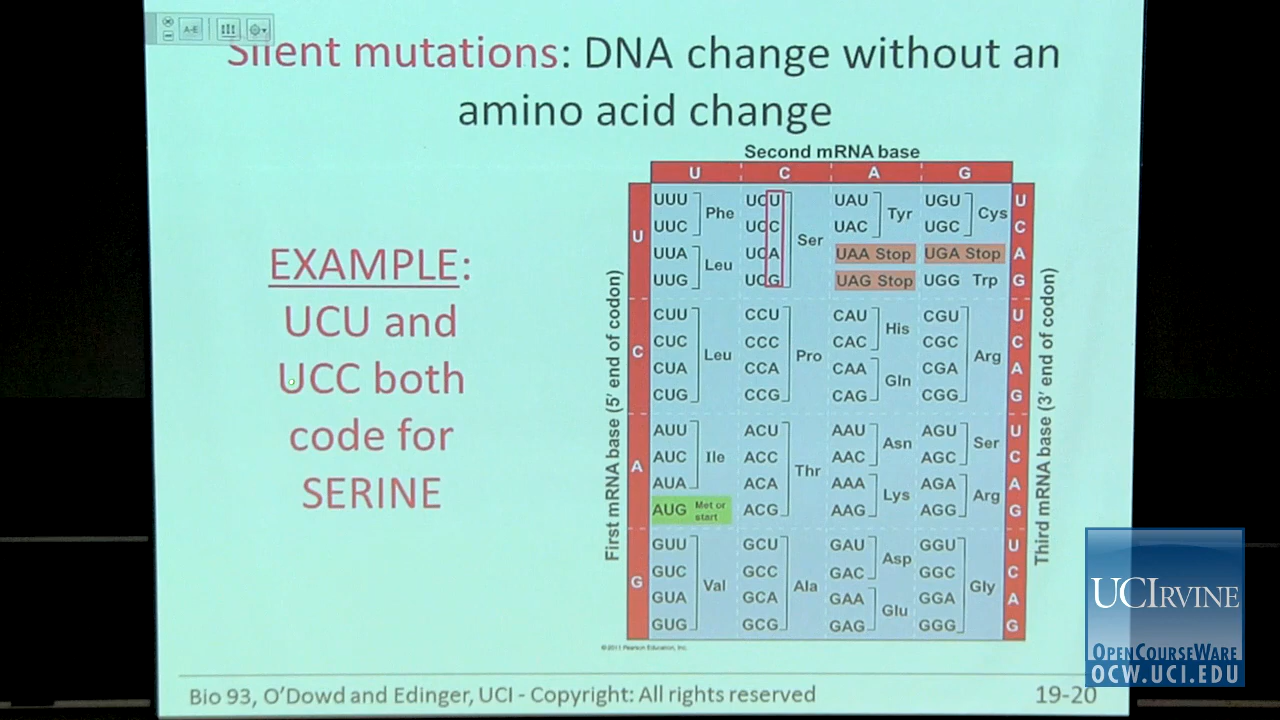 A-E
Silent mutations: DNA change without an
amino acid change
EXAMPLE:
UCU and
UCC both
code for
SERINE
Second mRNA base
U C A G
First mRNA base (5' end of codon)
Third mRNA base (3' end of codon)
U
UUU
UUC
Phe
UUA
UUG
Leu
UCU
UCC
UCA
UCG
Ser
UAU
UAC
Tyr
UAA Stop
UAG Stop
UGU
UGC
Cys
UGA Stop
UGG Trp
U
C
A
G
C
CUU
CUC
CUA
CUG
Leu
CCU
CCC
CCA
CCG
Pro
CAU
CAC
His
CAA
CAG
Gln
CGU
CGC
CGA
CGG
Arg
U
C
A
G
A
AUU
AUC
AUA
Ile
AUG Met or
start
ACU
ACC
ACA
ACG
Thr
AAU
AAC
Asn
AAA
AAG
Lys
AGU
AGC
Ser
AGA
AGG
Arg
U
C
A
G
G
GUU
GUC
GUA
GUG
Val
GCU
GCC
GCA
GCG
Ala
GAU
GAC
Asp
GAA
GAG
Glu
GGU
GGC
GGA
GGG
Gly
U
C
A
G
©2011 Pearson Education, Inc.
Bio 93, O'Dowd and Edinger, UCI - Copyright: All rights reserved
19-20
UCIRVINE
OPENCOURSEWARE
OCW.UCI.EDU